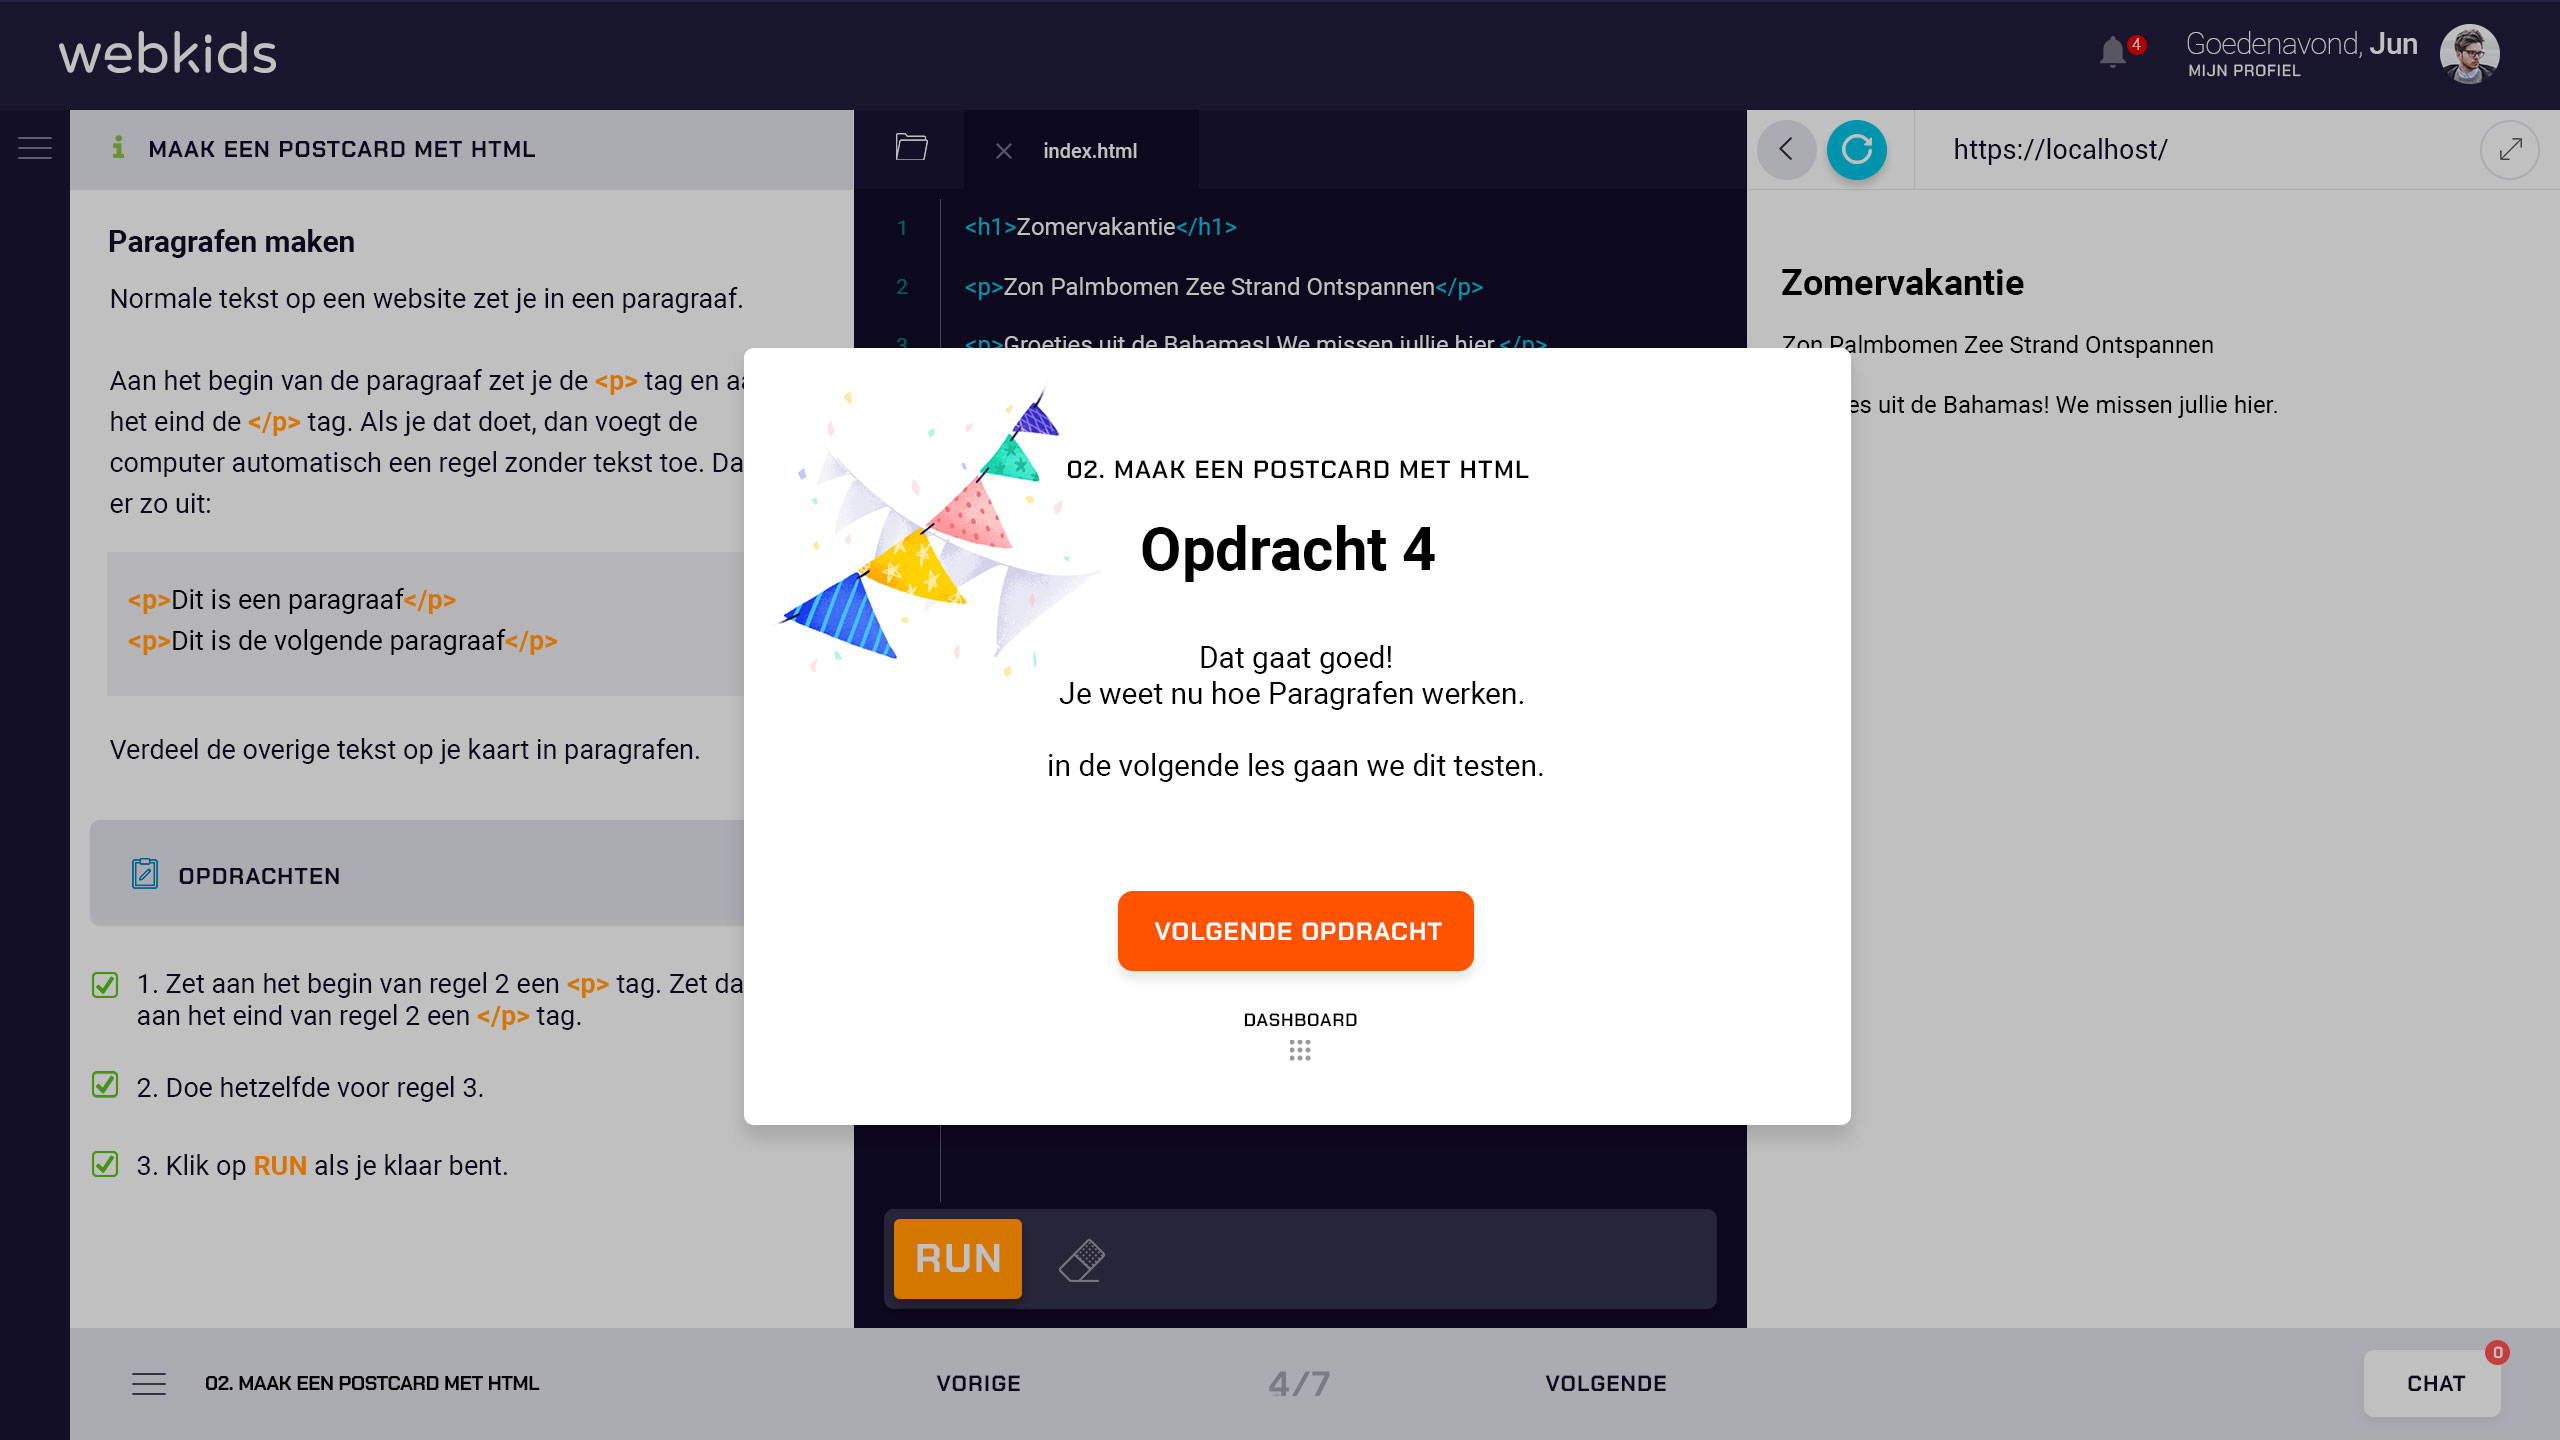 webkids
4
Goedenavond, Jun
MIJN PROFIEL
MAAK EEN POSTCARD MET HTML
Paragrafen maken
Normale tekst op een website zet je in een paragraaf.
Aan het begin van de paragraaf zet je de <p> tag en
het eind de </p> tag. Als je dat doet, dan voegt de
computer automatisch een regel zonder tekst toe.
er zo uit:
<p>Dit is een paragraaf</p>
<p>Dit is de volgende paragraaf</p>
Verdeel de overige tekst op je kaart in paragrafen.
OPDRACHTEN
1. Zet aan het begin van regel 2 een <p> tag. Zet
aan het eind van regel 2 een </p> tag.
2. Doe hetzelfde voor regel 3.
3. Klik op RUN als je klaar bent.
index.html
1 <h1>Zomervakantie</h1>
2 <p>Zon Palmbomen Zee Strand Ontspannen</p>
3 <p>Groetjes uit de Bahamas! We missen jullie hier.</p>
https://localhost/
Zomervakantie
Zon Palmbomen Zee Strand Ontspannen
es uit de Bahamas! We missen jullie hier.
02. MAAK EEN POSTCARD MET HTML
Opdracht 4
Dat gaat goed!
Je weet nu hoe Paragrafen werken.
in de volgende les gaan we dit testen.
VOLGENDE OPDRACHT
DASHBOARD
RUN
02. MAAK EEN POSTCARD MET HTML
VORIGE
4/7
VOLGENDE
CHAT
0